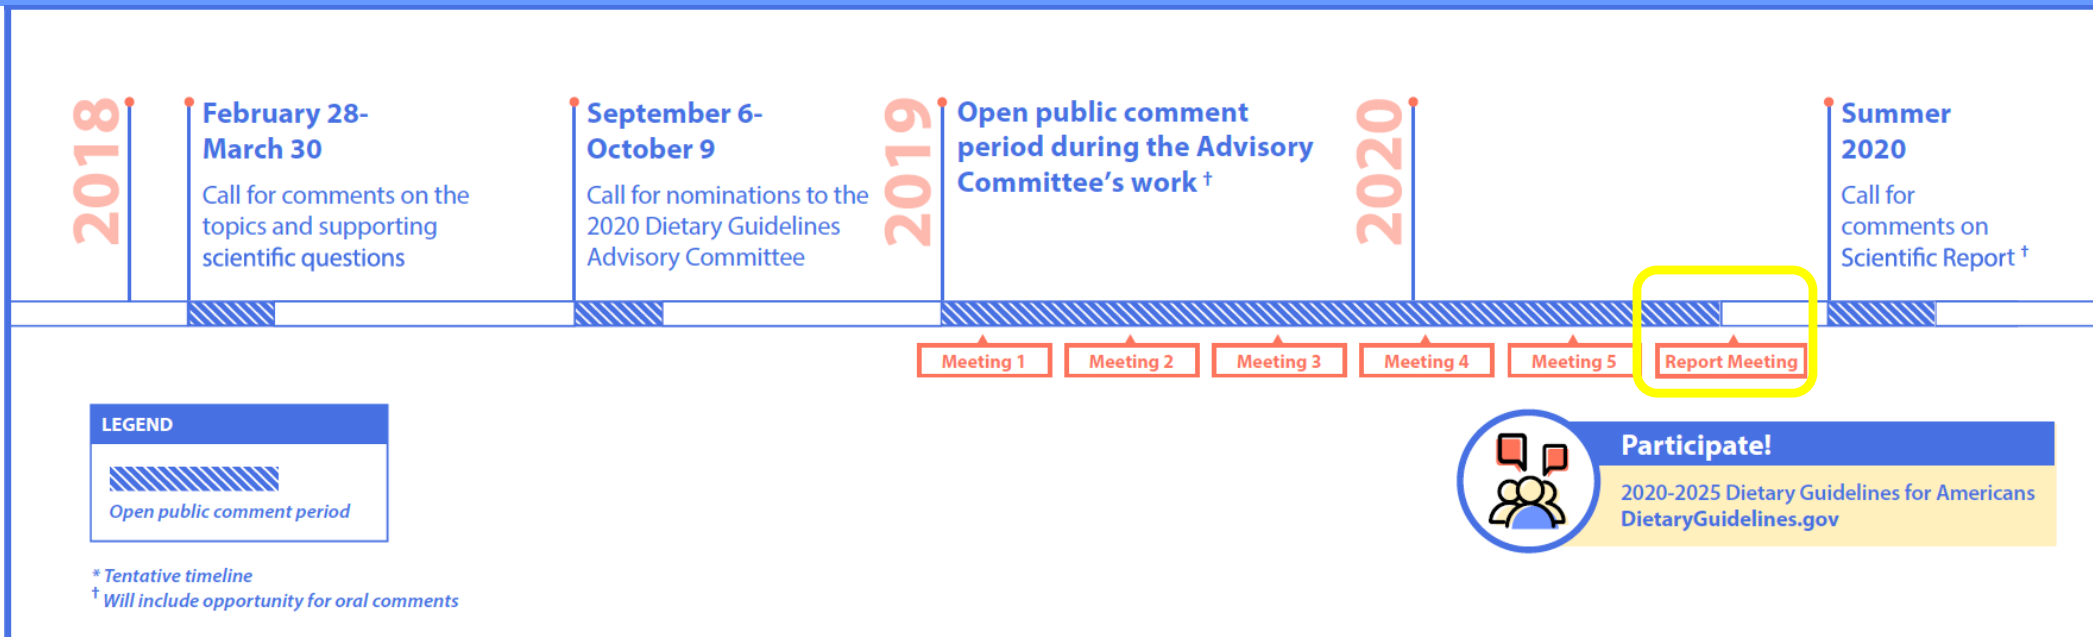 2018
February 28-
March 30
Call for comments on the
topics and supporting
scientific questions
September 6-
October 9
Call for nominations to the
2020 Dietary Guidelines
Advisory Committee
2019
Open public comment
period during the Advisory
Committee's work †
2020
Summer
2020
Call for
comments on
Scientific Report †
Meeting 1
Meeting 2
Meeting 3
Meeting 4
Meeting 5
Report Meeting
LEGEND
Open public comment period
* Tentative timeline
† Will include opportunity for oral comments
Participate!
2020-2025 Dietary Guidelines for Americans
DietaryGuidelines.gov